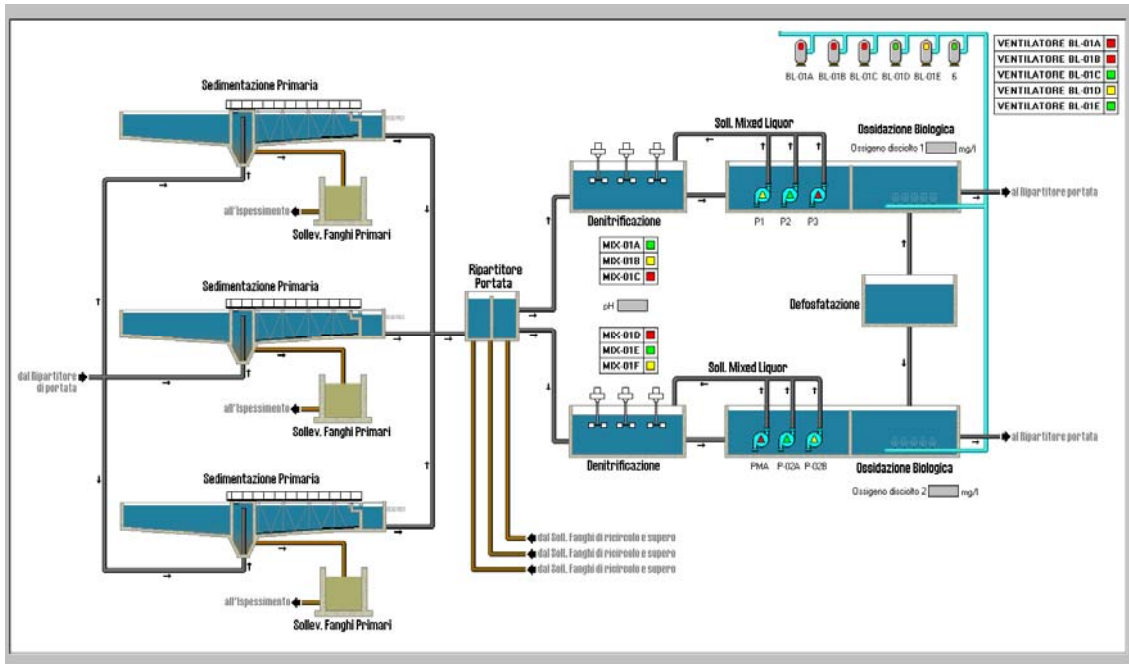 VENTILATORE BL-01A
VENTILATORE BL-01B
VENTILATORE BL-01C
VENTILATORE BL-01D
VENTILATORE BL-01E
BL-01A BL-01B BL-01C BL-01D BL-01E 6
Sedimentazione Primaria
all'Ispessimento
Sollev. Fanghi Primari
Soll. Mixed Liquor
Ossidazione Biologica
Ossigeno disciolto 1 mg/l
al Ripartitore portata
P1 P2 P3
Denitrificazione
MIX-01A
MIX-01B
MIX-01C
pH
MIX-01D
MIX-01E
MIX-01F
Ripartitore
Portata
Defosfatazione
Sedimentazione Primaria
dal Ripartitore
di portata
all'Ispessimento
Sollev. Fanghi Primari
Soll. Mixed Liquor
al Ripartitore portata
PMA P-02A P-02B
Denitrificazione
Ossidazione Biologica
Ossigeno disciolto 2 mg/l
Sedimentazione Primaria
dal Soll. Fanghi di ricircolo e supero
dal Soll. Fanghi di ricircolo e supero
dal Soll. Fanghi di ricircolo e supero
all'Ispessimento
Sollev. Fanghi Primari